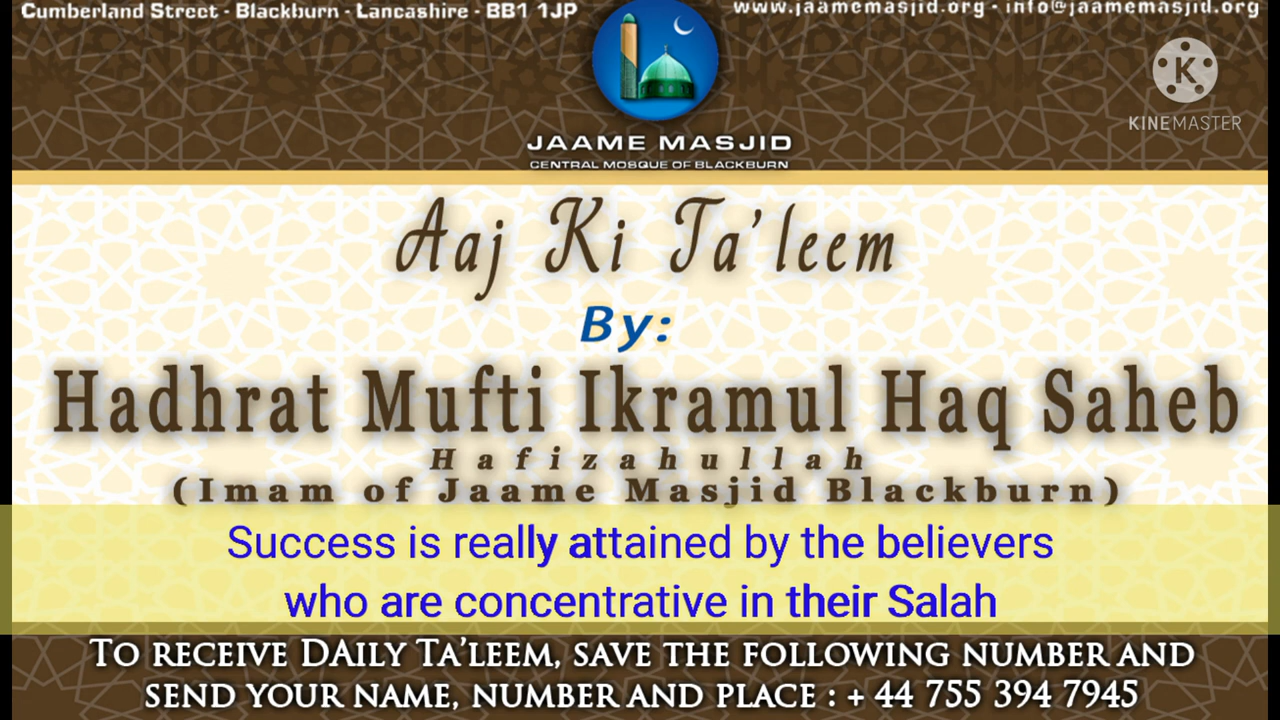 Cumberland Street - Blackburn - Lancashire - BB1 1JP
www.jaamemasjid.org - info@jaamemasjid.org
K
KINEMASTER
JAAME MASJID
CENTRAL MOSQUE OF BLACKBURN
Aaj Ki Ta'leem
By:
Hadhrat Mufti Ikramul Haq Saheb
Hafizahullah
(Imam of Jaame Masjid Blackburn)
Success is really attained by the believers
who are concentrative in their Salah
To receive DAily Ta'leem, save the following number and
send your name, number and place : + 44 755 394 7945